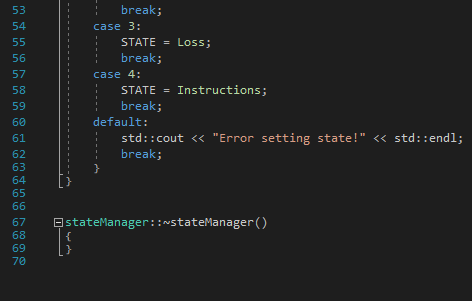 53 break;
54 case 3:
55 STATE = Loss;
56 break;
57 case 4:
58 STATE = Instructions;
59 break;
60 default:
61 std::cout << "Error setting state!" << std::endl;
62 break;
63 }
64 }
65
66
67 stateManager::~stateManager()
68 {
69 }
70